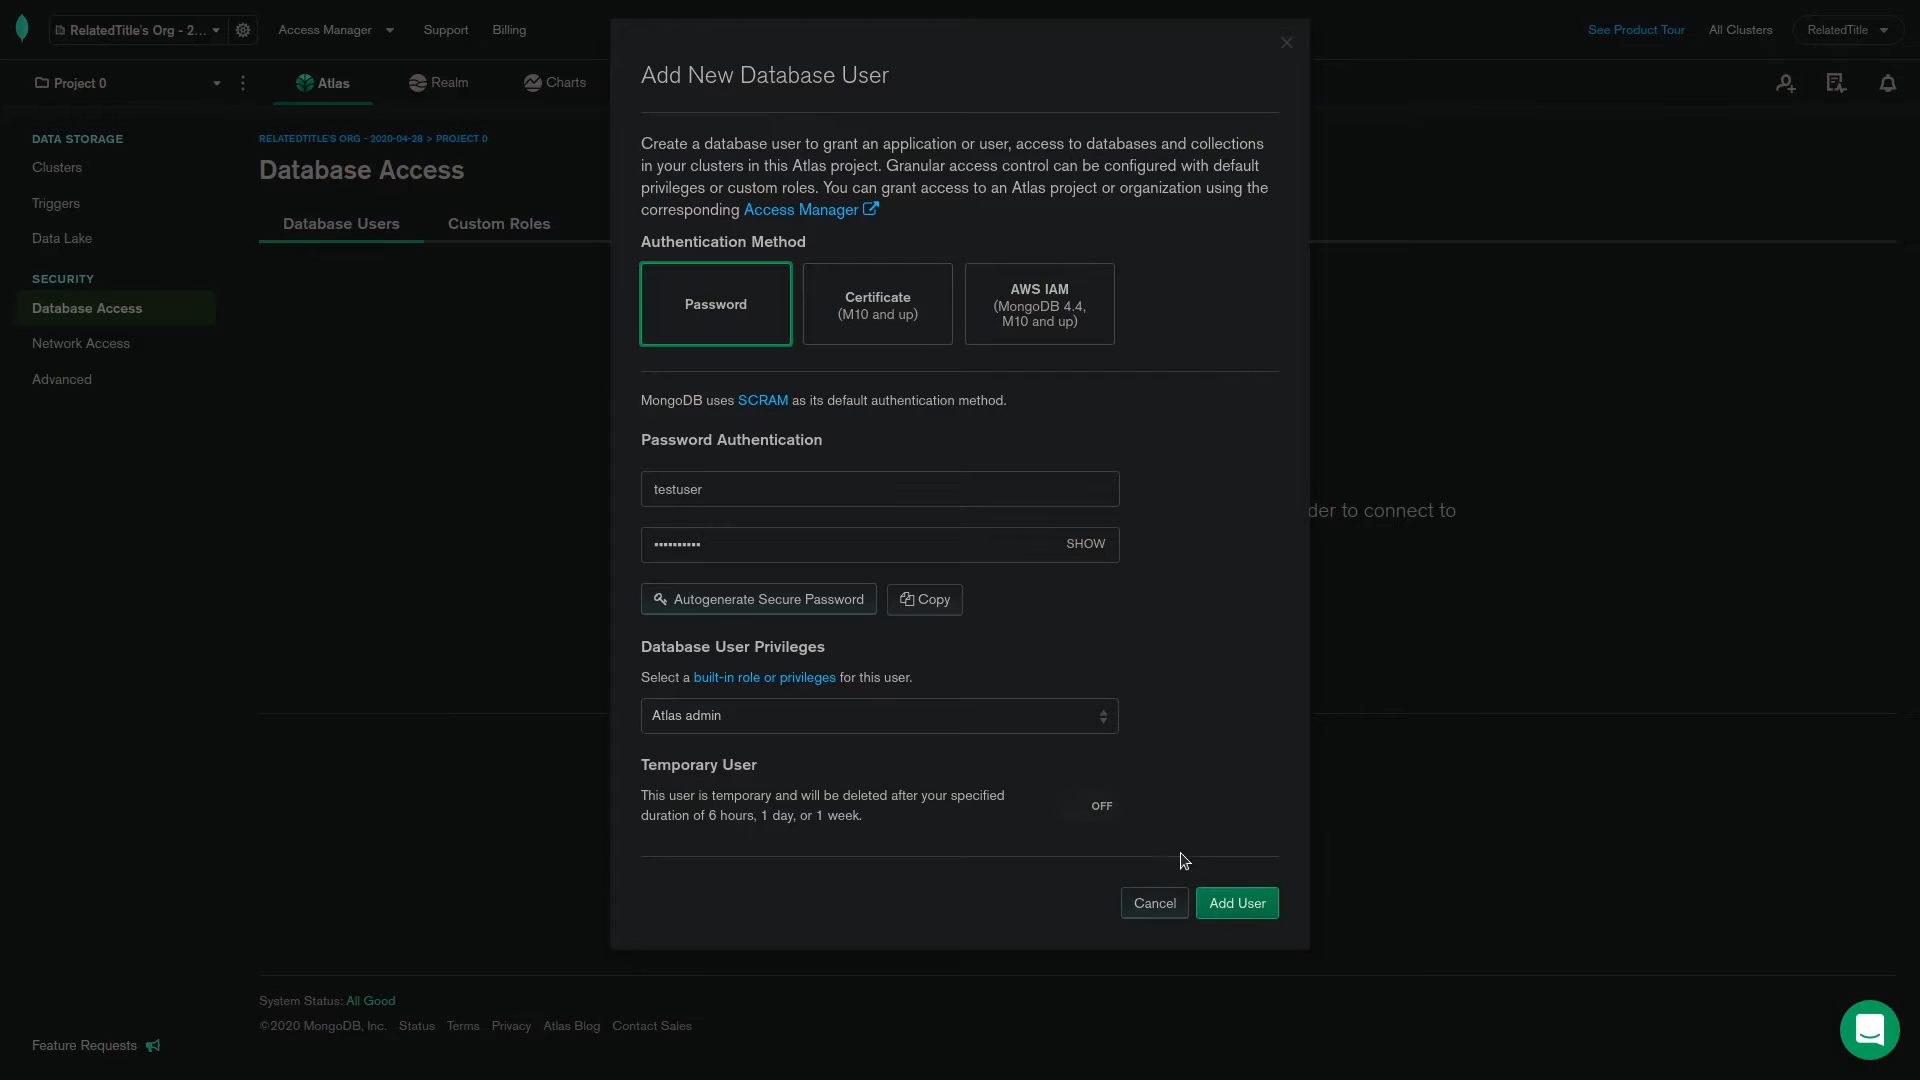 RelatedTitle's Org - 2...
Access Manager
Support
Billing
See Product Tour
All Clusters
RelatedTitle
Project 0
Atlas
Realm
Charts
DATA STORAGE
Clusters
Triggers
Data Lake
SECURITY
Database Access
Network Access
Advanced
RELATEDTITLE'S ORG - 2020-04-28 > PROJECT 0
Database Access
Database Users
Custom Roles
Add New Database User
Create a database user to grant an application or user, access to databases and collections
in your clusters in this Atlas project. Granular access control can be configured with default
privileges or custom roles. You can grant access to an Atlas project or organization using the
corresponding Access Manager
Authentication Method
Password
Certificate
(M10 and up)
AWS IAM
(MongoDB 4.4,
M10 and up)
MongoDB uses SCRAM as its default authentication method.
Password Authentication
testuser
••••••••••
SHOW
Autogenerate Secure Password
Copy
Database User Privileges
Select a built-in role or privileges for this user.
Atlas admin
Temporary User
This user is temporary and will be deleted after your specified
duration of 6 hours, 1 day, or 1 week.
OFF
Cancel
Add User
der to connect to
System Status: All Good
©2020 MongoDB, Inc. Status Terms Privacy Atlas Blog Contact Sales
Feature Requests